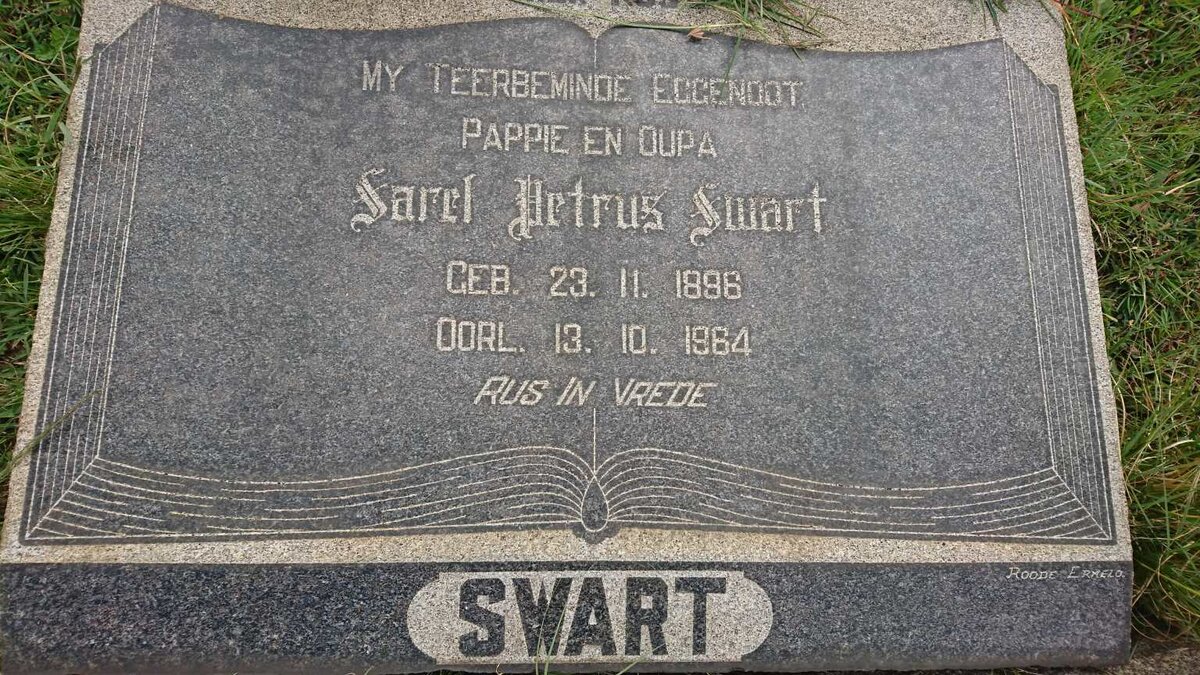 MY TEERBEMINDE EGGENOOT,
PAPPIE EN OUPA
Sarel Petrus Swart
GEB. 23. 11. 1896
OORL. 13. 10. 1964
RUS IN VREDE
ROODE ERMELO.
SWART